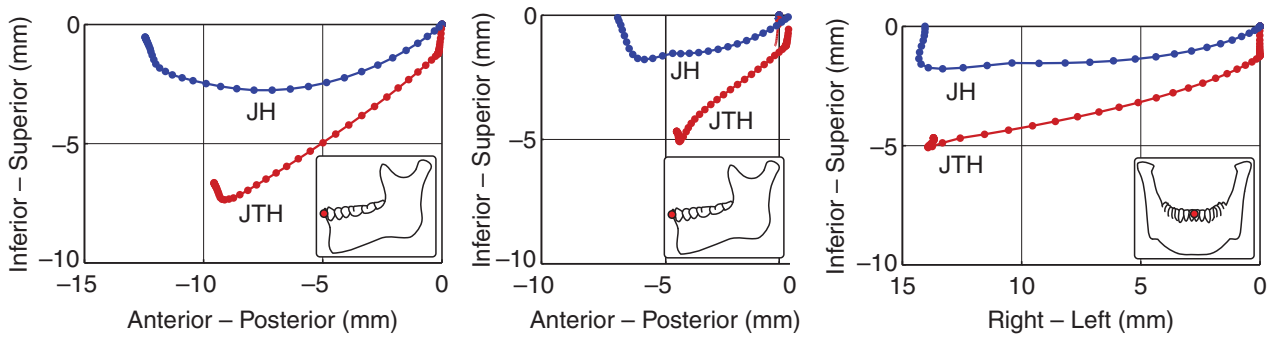 Inferior – Superior (mm)
0
–5
–10
JH
JTH
–15
–10
–5
0
Anterior – Posterior (mm)
Inferior – Superior (mm)
0
–5
–10
JH
JTH
–10
–5
0
Anterior – Posterior (mm)
Inferior – Superior (mm)
0
–5
–10
JH
JTH
15
10
5
0
Right – Left (mm)